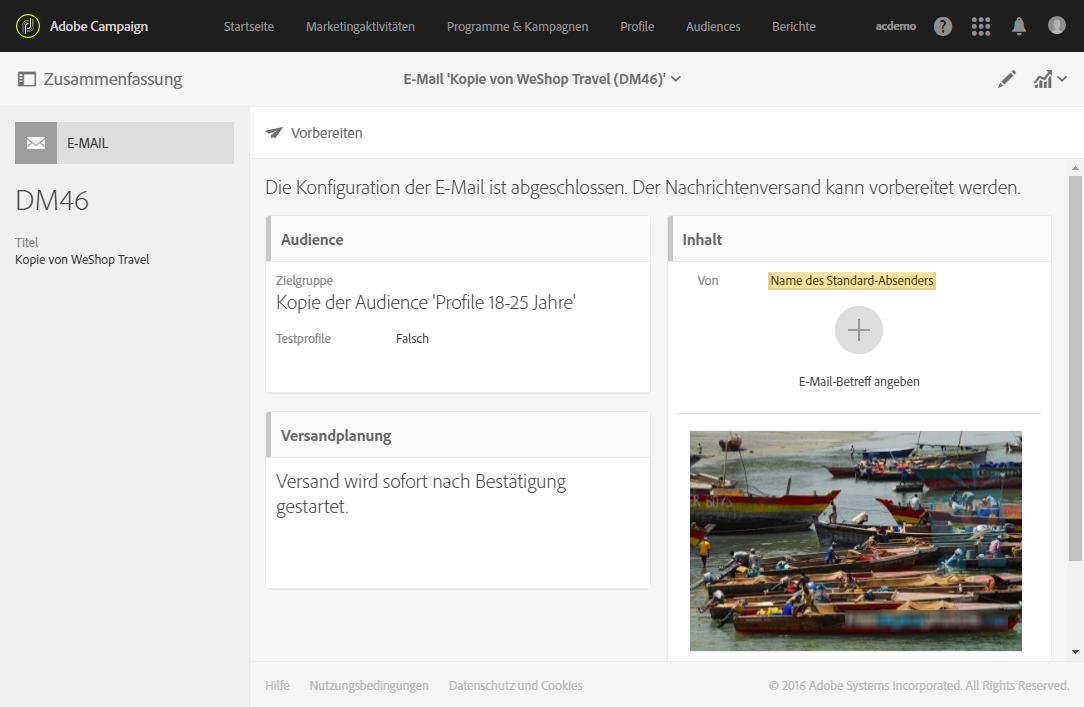 Adobe Campaign
Startseite
Marketingaktivitäten
Programme & Kampagnen
Profile
Audiences
Berichte
acdemo
?
Zusammenfassung
E-Mail 'Kopie von WeShop Travel (DM46)'
E-MAIL
DM46
Titel
Kopie von WeShop Travel
Vorbereiten
Die Konfiguration der E-Mail ist abgeschlossen. Der Nachrichtenversand kann vorbereitet werden.
Audience
Zielgruppe
Kopie der Audience 'Profile 18-25 Jahre'
Testprofile Falsch
Versandplanung
Versand wird sofort nach Bestätigung
gestartet.
Inhalt
Von Name des Standard-Absenders
E-Mail-Betreff angeben
Hilfe
Nutzungsbedingungen
Datenschutz und Cookies
© 2016 Adobe Systems Incorporated. All Rights Reserved.